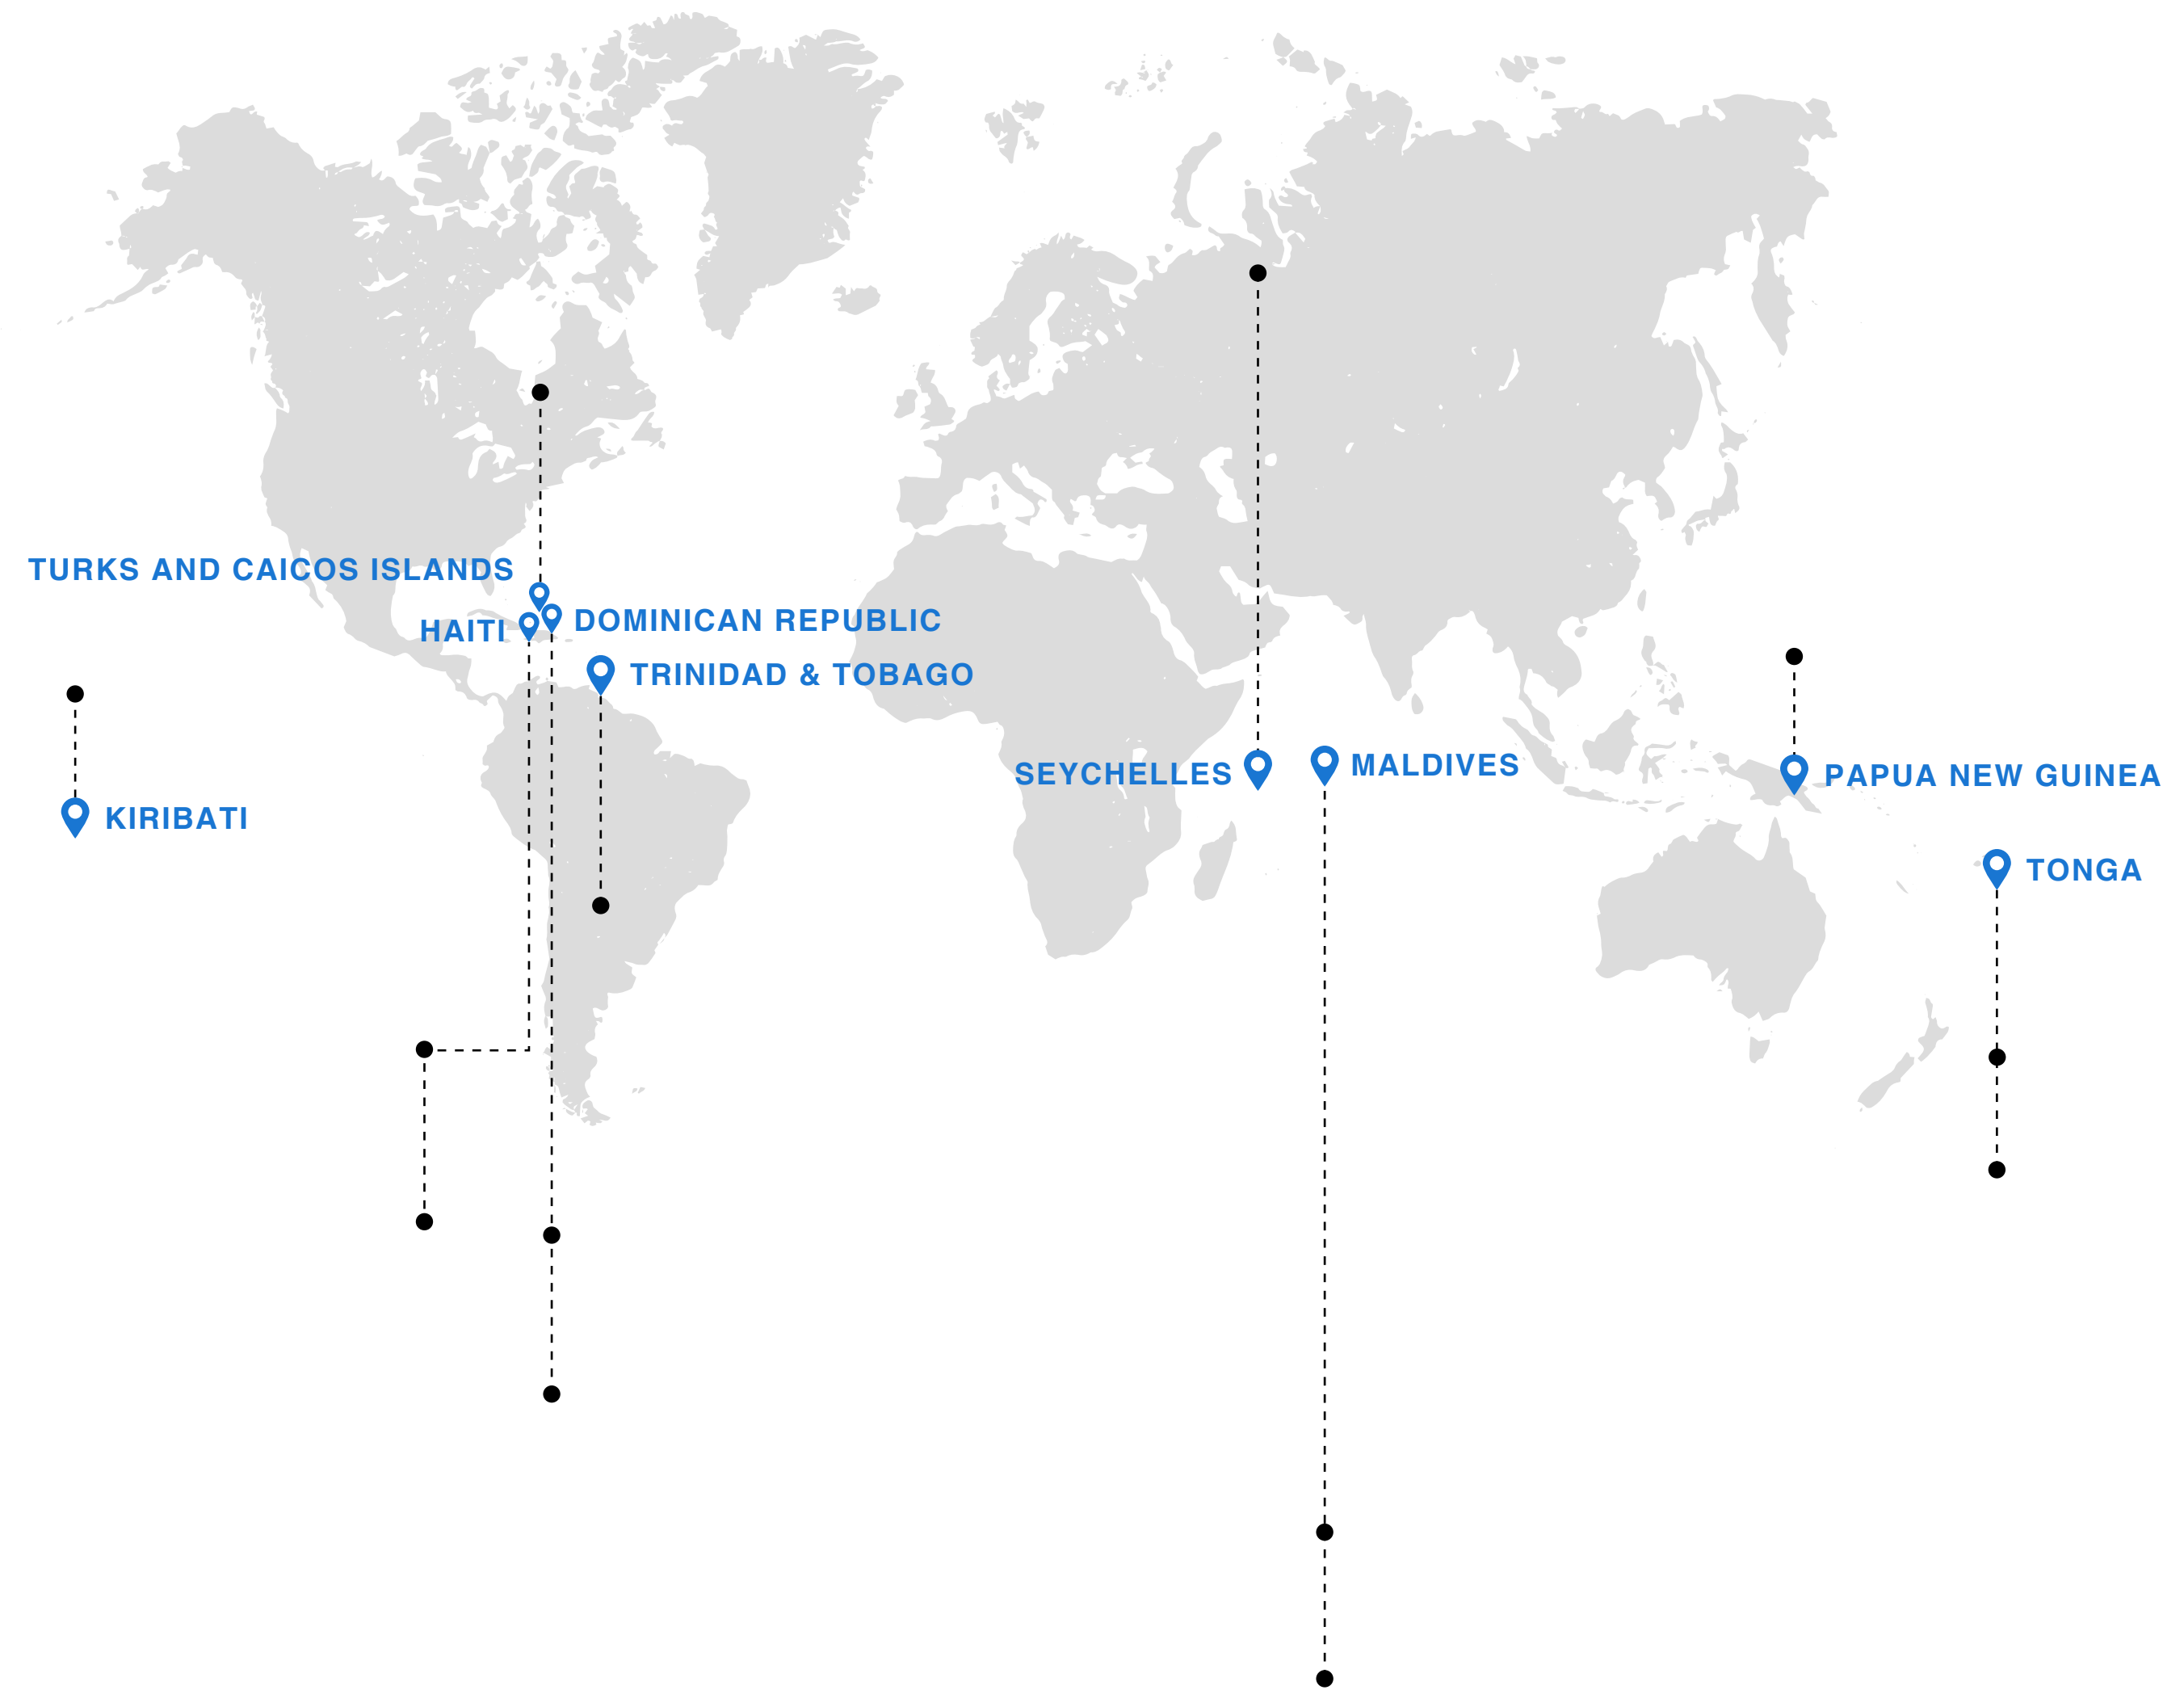 TURKS AND CAICOS ISLANDS
DOMINICAN REPUBLIC
HAITI
TRINIDAD & TOBAGO
SEYCHELLES
MALDIVES
PAPUA NEW GUINEA
KIRIBATI
TONGA